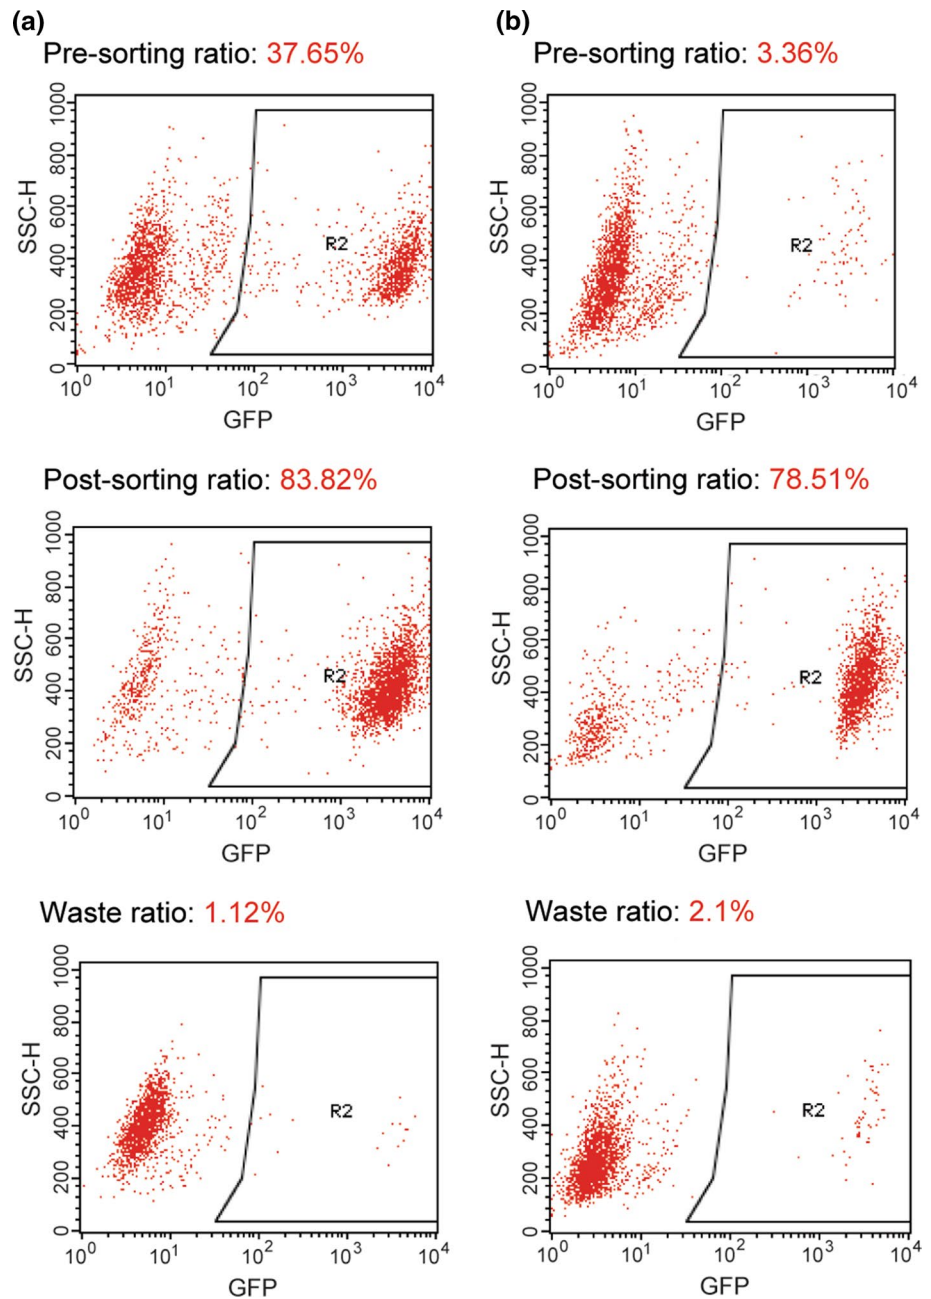 (a)
Pre-sorting ratio: 37.65%
SSC-H
1000
800
600
400
200
0
R2
10^0 10^1 10^2 10^3 10^4
GFP
(b)
Pre-sorting ratio: 3.36%
SSC-H
1000
800
600
400
200
0
R2
10^0 10^1 10^2 10^3 10^4
GFP
Post-sorting ratio: 83.82%
SSC-H
1000
800
600
400
200
0
R2
10^0 10^1 10^2 10^3 10^4
GFP
Post-sorting ratio: 78.51%
SSC-H
1000
800
600
400
200
0
R2
10^0 10^1 10^2 10^3 10^4
GFP
Waste ratio: 1.12%
SSC-H
1000
800
600
400
200
0
R2
10^0 10^1 10^2 10^3 10^4
GFP
Waste ratio: 2.1%
SSC-H
1000
800
600
400
200
0
R2
10^0 10^1 10^2 10^3 10^4
GFP